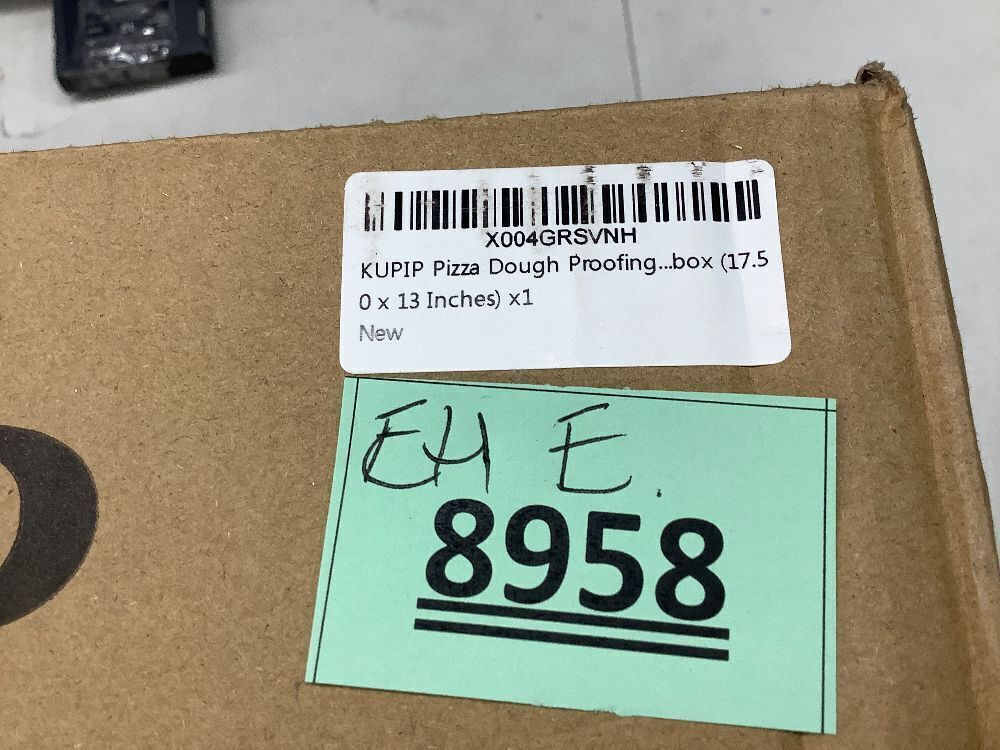 X004GRSVNH
KUPIP Pizza Dough Proofing...box (17.5
0 x 13 Inches) x1
New
EH E.
8958